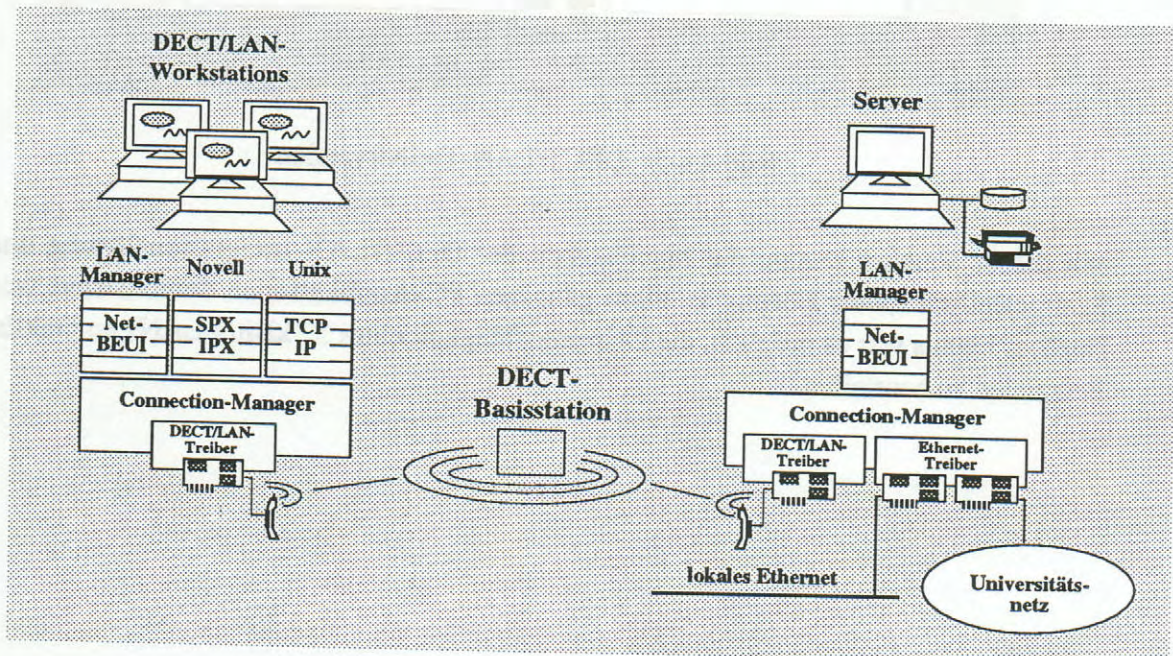 DECT/LAN-
Workstations
Server
LAN-
Manager
Novell
Unix
Net-
BEUI
SPX
IPX
TCP
IP
Connection-Manager
DECT/LAN-
Treiber
DECT-
Basisstation
LAN-
Manager
Net-
BEUI
Connection-Manager
DECT/LAN-
Treiber
Ethernet-
Treiber
lokales Ethernet
Universitäts-
netz